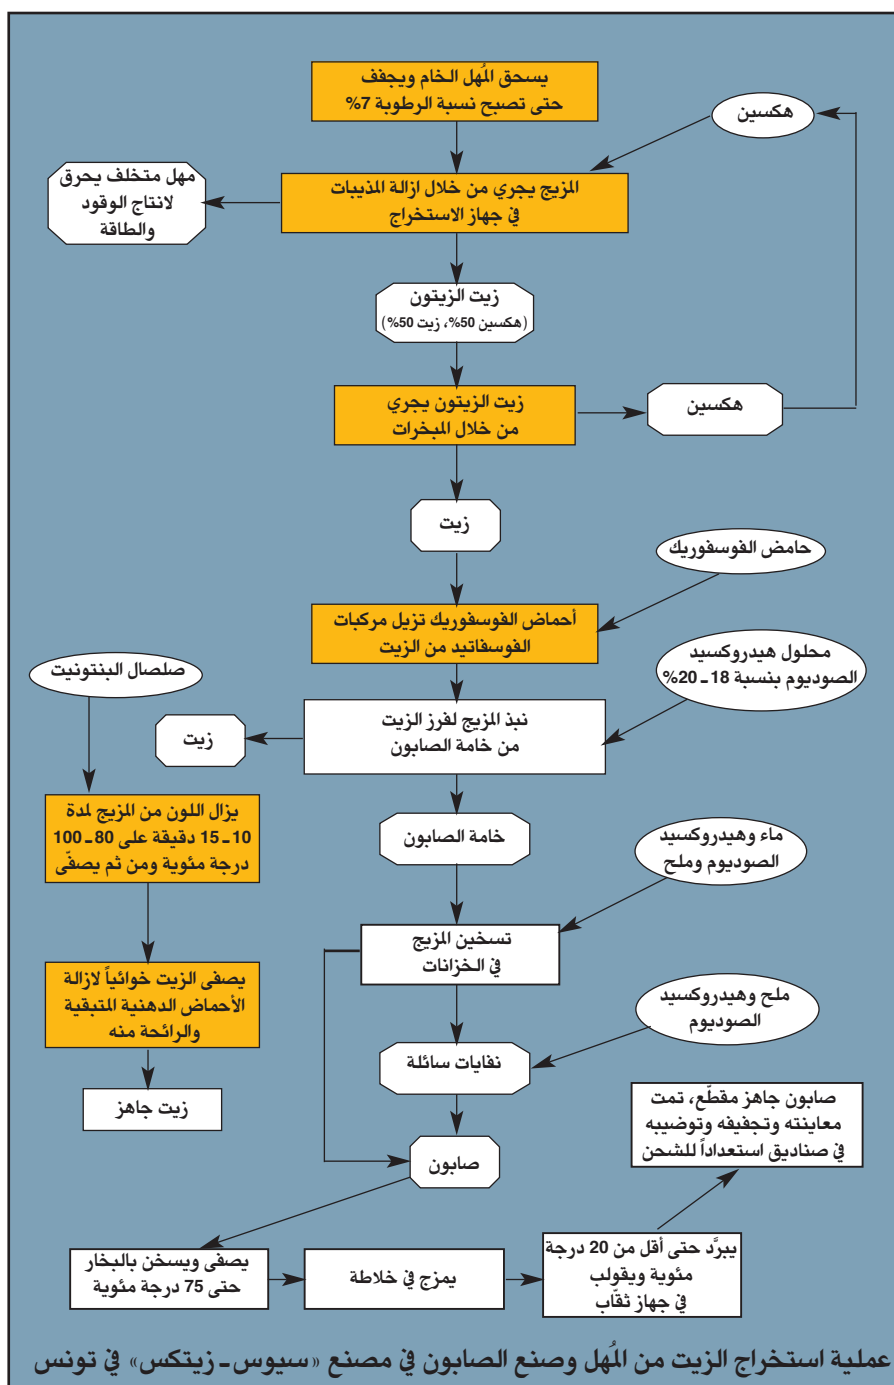 يسحق المُهل الخام ويجفف
حتى تصبح نسبة الرطوبة 7%
هكسين
مهل متخلف يحرق
لانتاج الوقود
والطاقة
المزيج يجري من خلال ازالة المذيبات
في جهاز الاستخراج
زيت الزيتون
(هكسين 50%، زيت 50%)
زيت الزيتون يجري
من خلال المبخرات
هكسين
زيت
حامض الفوسفوريك
أحماض الفوسفوريك تزيل مركبات
الفوسفاتيد من الزيت
محلول هيدروكسيد
الصوديوم بنسبة 18 ـ 20%
صلصال البنتونيت
نبذ المزيج لفرز الزيت
من خامة الصابون
زيت
يزال اللون من المزيج لمدة
10 ـ 15 دقيقة على 80 ـ 100
درجة مئوية ومن ثم يصفّى
خامة الصابون
ماء وهيدروكسيد
الصوديوم وملح
تسخين المزيج
في الخزانات
يصفى الزيت خوائياً لازالة
الأحماض الدهنية المتبقية
والرائحة منه
ملح وهيدروكسيد
الصوديوم
نفايات سائلة
زيت جاهز
صابون جاهز مقطّع، تمت
معاينته وتجفيفه وتوضيبه
في صناديق استعداداً للشحن
صابون
يصفى ويسخن بالبخار
حتى 75 درجة مئوية
يمزج في خلاطة
يبرَّد حتى أقل من 20 درجة
مئوية ويقولب
في جهاز ثقّاب
عملية استخراج الزيت من المُهل وصنع الصابون في مصنع «سيوس ـ زيتكس» في تونس